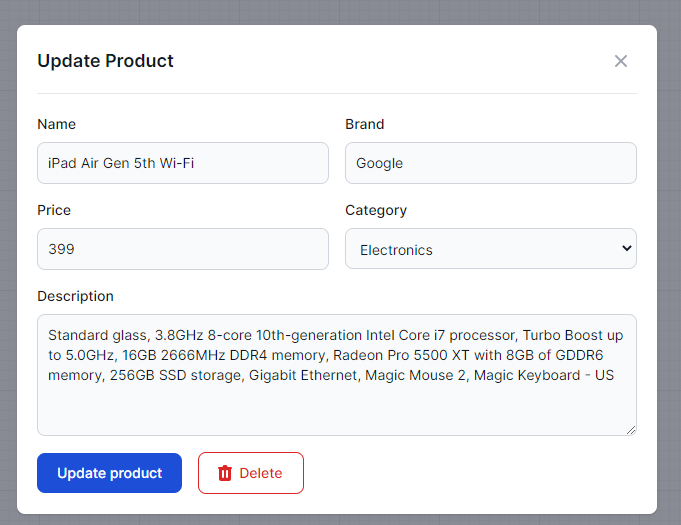 Update Product
Name
Brand
iPad Air Gen 5th Wi-Fi
Google
Price
Category
399
Electronics
Description
Standard glass, 3.8GHz 8-core 10th-generation Intel Core i7 processor, Turbo Boost up
to 5.0GHz, 16GB 2666MHz DDR4 memory, Radeon Pro 5500 XT with 8GB of GDDR6
memory, 256GB SSD storage, Gigabit Ethernet, Magic Mouse 2, Magic Keyboard - US
Update product
Delete